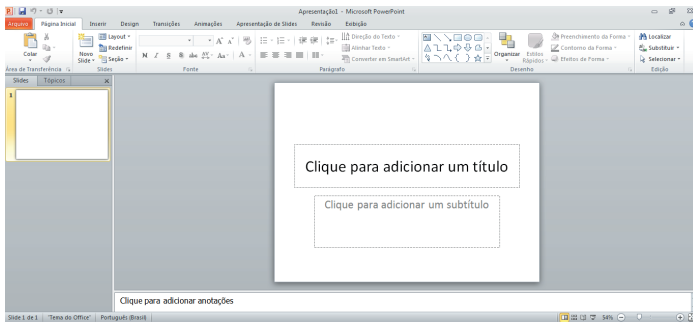 Apresentação1 - Microsoft PowerPoint
Arquivo Página Inicial Inserir Design Transições Animações Apresentação de Slides Revisão Exibição
Colar
Novo Slide
Layout
Redefinir
Seção
N I S abc AV Aa A
Direção do Texto
Alinhar Texto
Converter em SmartArt
Organizar
Estilos Rápidos
Preenchimento da Forma
Contorno da Forma
Efeitos de Forma
Localizar
Substituir
Selecionar
Área de Transferência Slides Fonte Parágrafo Desenho Edição
Slides Tópicos
1
Clique para adicionar um título
Clique para adicionar um subtítulo
Clique para adicionar anotações
Slide 1 de 1 "Tema do Office" Português (Brasil) 54%